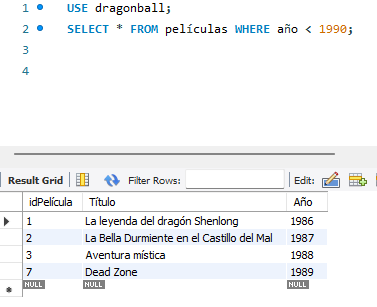 1 USE dragonball;
2 SELECT * FROM películas WHERE año < 1990;
3
4
Result Grid Filter Rows: Edit:
idPelícula Título Año
1 La leyenda del dragón Shenlong 1986
2 La Bella Durmiente en el Castillo del Mal 1987
3 Aventura mística 1988
7 Dead Zone 1989
NULL NULL NULL